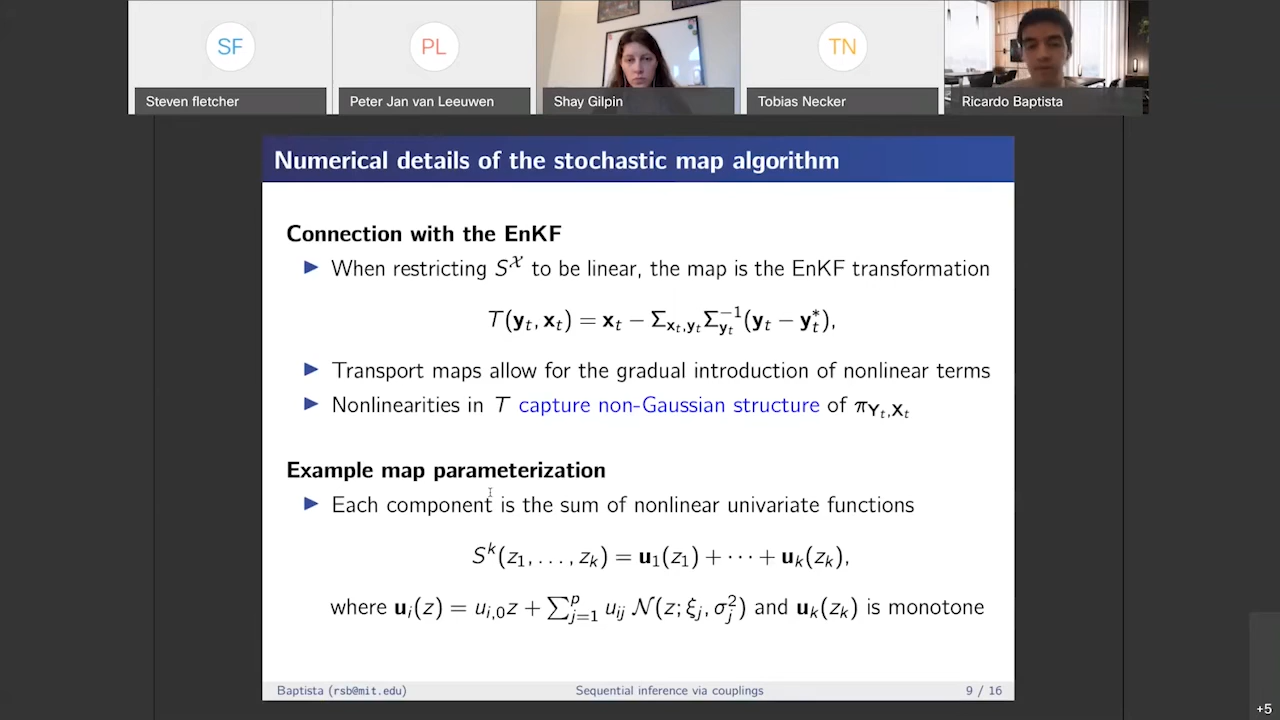 SF
PL
TN
Steven fletcher
Peter Jan van Leeuwen
Shay Gilpin
Tobias Necker
Ricardo Baptista
Numerical details of the stochastic map algorithm
Connection with the EnKF
▶ When restricting S^𝒳 to be linear, the map is the EnKF transformation
T(y_t, x_t) = x_t − Σ_{x_t,y_t} Σ_{y_t}^{−1}(y_t − y_t^*),
▶ Transport maps allow for the gradual introduction of nonlinear terms
▶ Nonlinearities in T capture non-Gaussian structure of π_{Y_t,X_t}
Example map parameterization
▶ Each component is the sum of nonlinear univariate functions
S^k(z_1, . . . , z_k) = u_1(z_1) + · · · + u_k(z_k),
where u_i(z) = u_{i,0}z + ∑_{j=1}^p u_{ij} 𝒩(z; ξ_j, σ_j^2) and u_k(z_k) is monotone
Baptista (rsb@mit.edu)
Sequential inference via couplings
9 / 16
+5